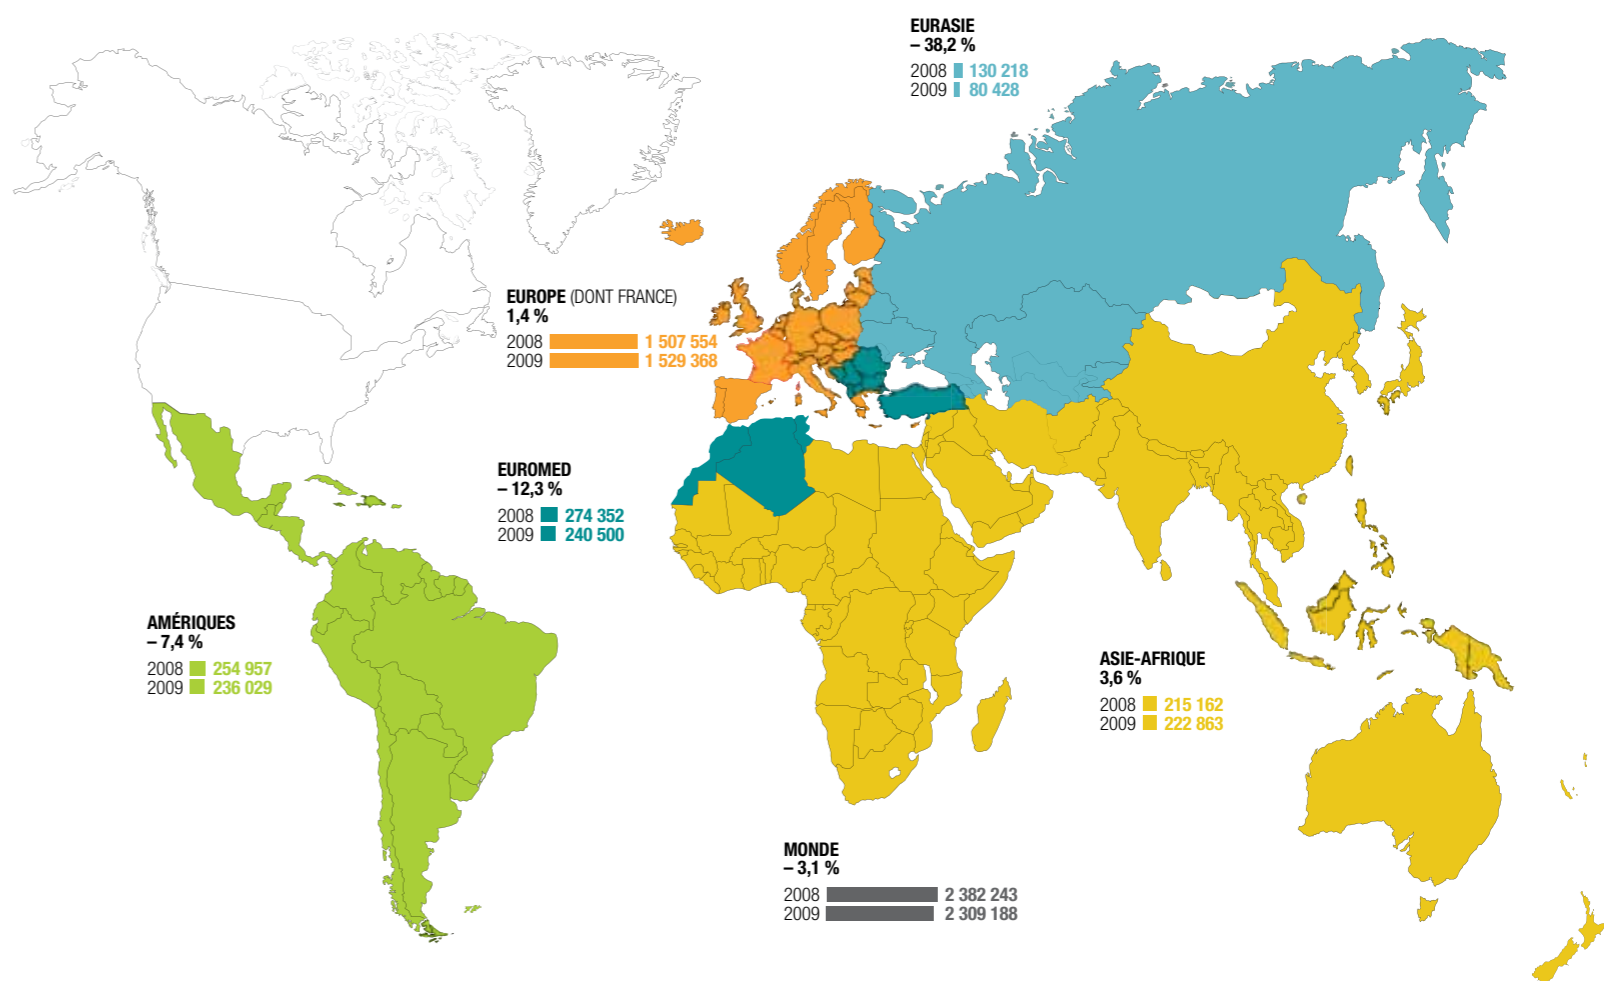 EURASIE
– 38,2 %
2008 130 218
2009 80 428
EUROPE (DONT FRANCE)
1,4 %
2008 1 507 554
2009 1 529 368
EUROMED
– 12,3 %
2008 274 352
2009 240 500
AMÉRIQUES
– 7,4 %
2008 254 957
2009 236 029
ASIE-AFRIQUE
3,6 %
2008 215 162
2009 222 863
MONDE
– 3,1 %
2008 2 382 243
2009 2 309 188